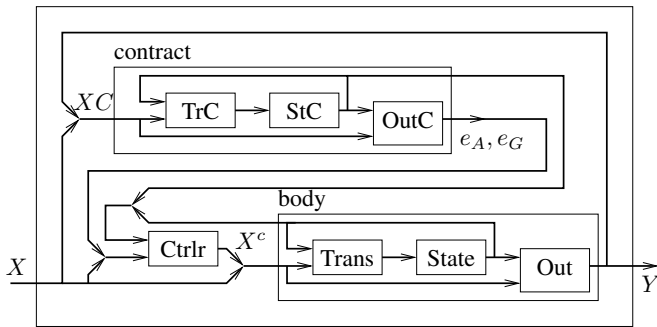 contract
XC
TrC
StC
OutC
e_A, e_G
body
X^c
Ctrlr
Trans
State
Out
X
Y